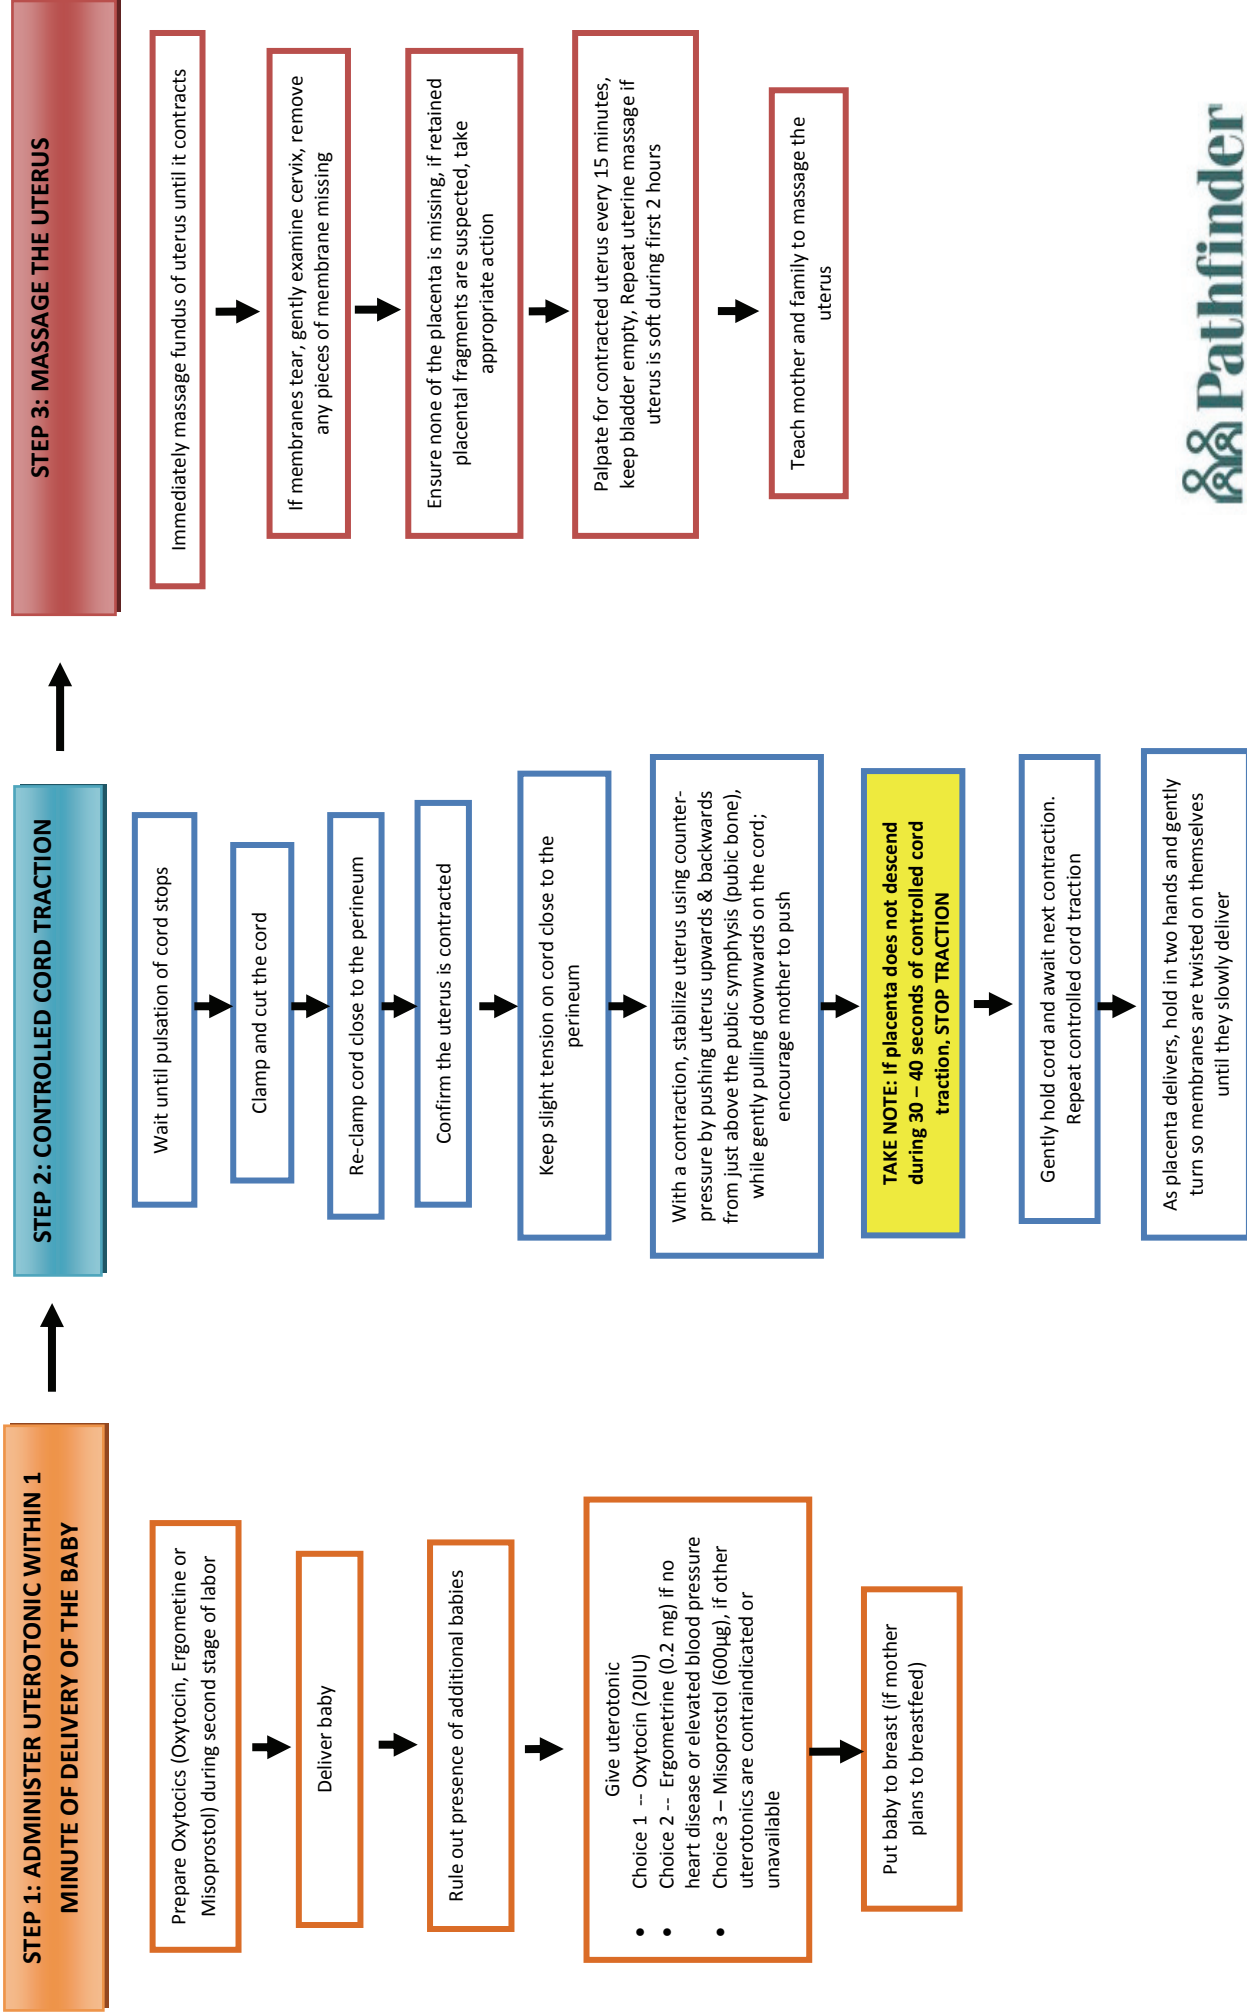 STEP 1: ADMINISTER UTEROTONIC WITHIN 1
MINUTE OF DELIVERY OF THE BABY
Prepare Oxytocics (Oxytocin, Ergometine or
Misoprostol) during second stage of labor
Deliver baby
Rule out presence of additional babies
Give uterotonic
• Choice 1 -- Oxytocin (20IU)
• Choice 2 -- Ergometrine (0.2 mg) if no
heart disease or elevated blood pressure
• Choice 3 – Misoprostol (600µg), if other
uterotonics are contraindicated or
unavailable
Put baby to breast (if mother
plans to breastfeed)
STEP 2: CONTROLLED CORD TRACTION
Wait until pulsation of cord stops
Clamp and cut the cord
Re-clamp cord close to the perineum
Confirm the uterus is contracted
Keep slight tension on cord close to the
perineum
With a contraction, stabilize uterus using counter-
pressure by pushing uterus upwards & backwards
from just above the pubic symphysis (pubic bone),
while gently pulling downwards on the cord;
encourage mother to push
TAKE NOTE: If placenta does not descend
during 30 – 40 seconds of controlled cord
traction, STOP TRACTION
Gently hold cord and await next contraction.
Repeat controlled cord traction
As placenta delivers, hold in two hands and gently
turn so membranes are twisted on themselves
until they slowly deliver
STEP 3: MASSAGE THE UTERUS
Immediately massage fundus of uterus until it contracts
If membranes tear, gently examine cervix, remove
any pieces of membrane missing
Ensure none of the placenta is missing, if retained
placental fragments are suspected, take
appropriate action
Palpate for contracted uterus every 15 minutes,
keep bladder empty, Repeat uterine massage if
uterus is soft during first 2 hours
Teach mother and family to massage the
uterus
Pathfinder